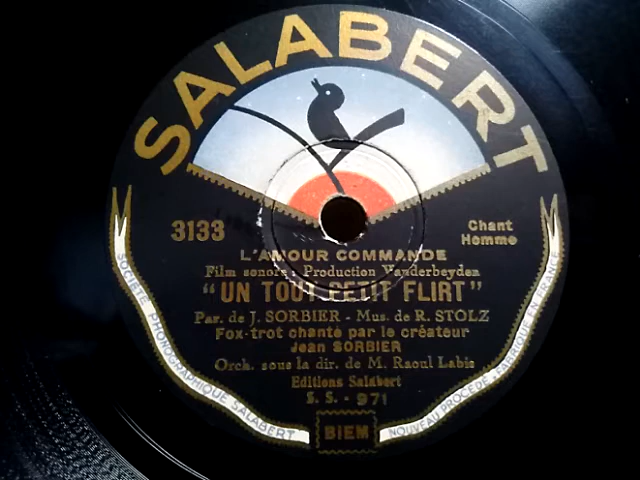 SALABERT
3133
Chant
Homme
L'AMOUR COMMANDE
Film sonore : Production Vanderbeyden
"UN TOUT PETIT FLIRT"
Par. de J. SORBIER - Mus. de R. STOLZ
Fox-trot chanté par le créateur
Jean SORBIER
Orch. sous la dir. de M. Raoul Labis
Editions Salabert
S. S. - 971
BIEM
SOCIÉTÉ PHONOGRAPHIQUE SALABERT
NOUVEAU PROCÉDÉ - FABRIQUÉ EN FRANCE